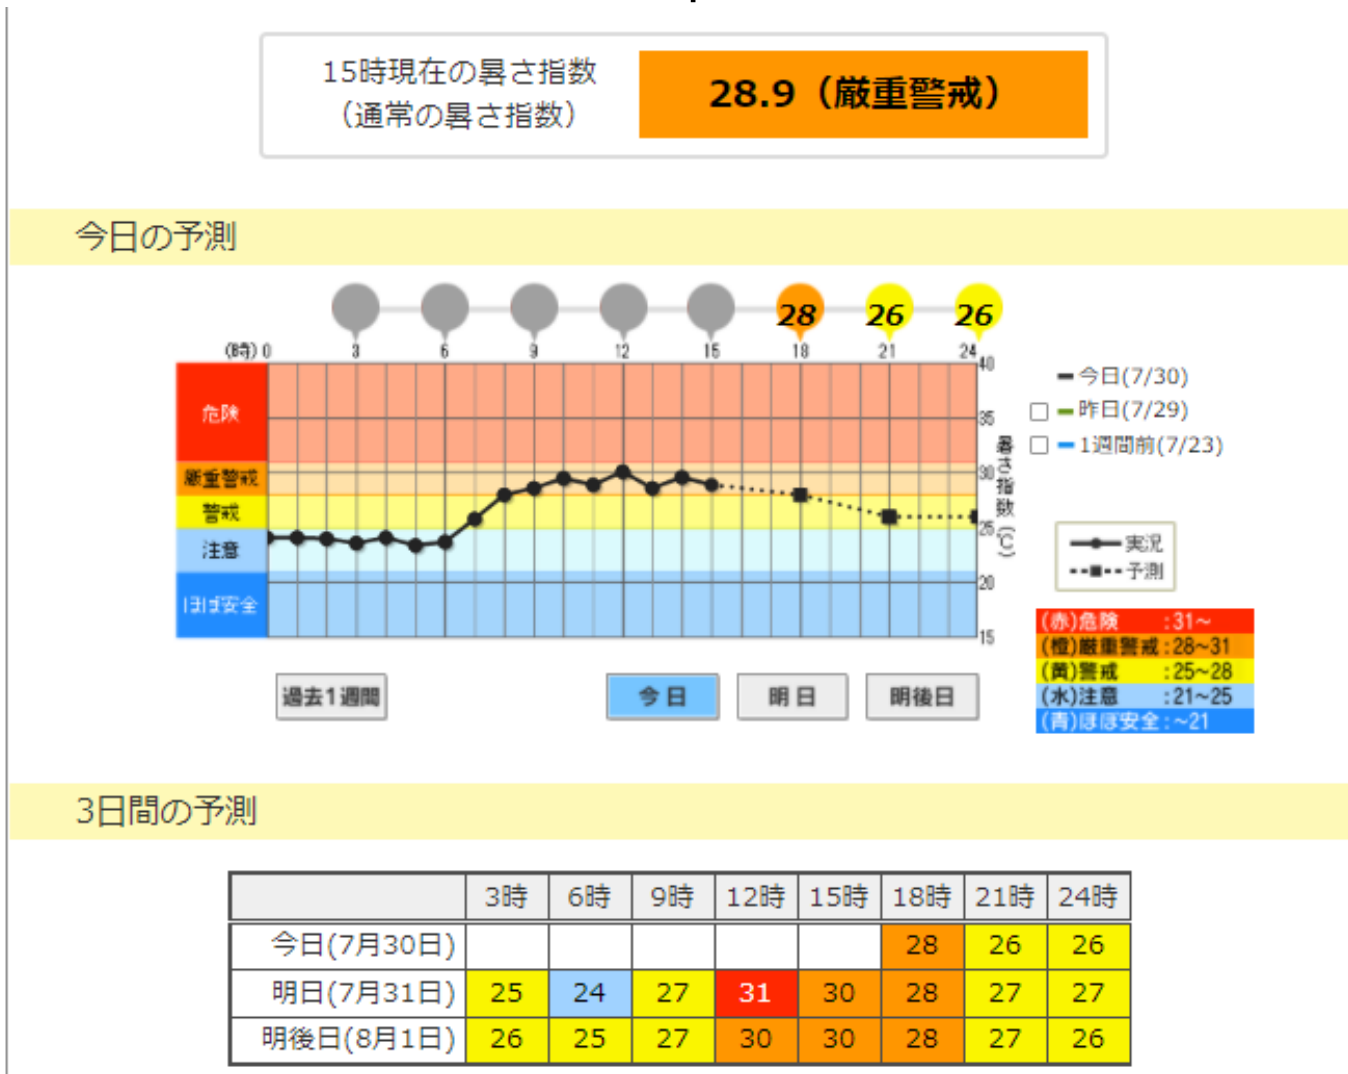 15時現在の暑さ指数
(通常の暑さ指数)
28.9（厳重警戒）
今日の予測
28 26 26
(時) 0 3 6 9 12 15 18 21 24
危険
厳重警戒
警戒
注意
ほぼ安全
40
35
30
25
20
15
暑さ指数(℃)
今日(7/30)
昨日(7/29)
1週間前(7/23)
実況
予測
(赤)危険 :31~
(橙)厳重警戒:28~31
(黄)警戒 :25~28
(水)注意 :21~25
(青)ほぼ安全:~21
過去1週間 今日 明日 明後日
3日間の予測
3時 6時 9時 12時 15時 18時 21時 24時
今日(7月30日) 28 26 26
明日(7月31日) 25 24 27 31 30 28 27 27
明後日(8月1日) 26 25 27 30 30 28 27 26